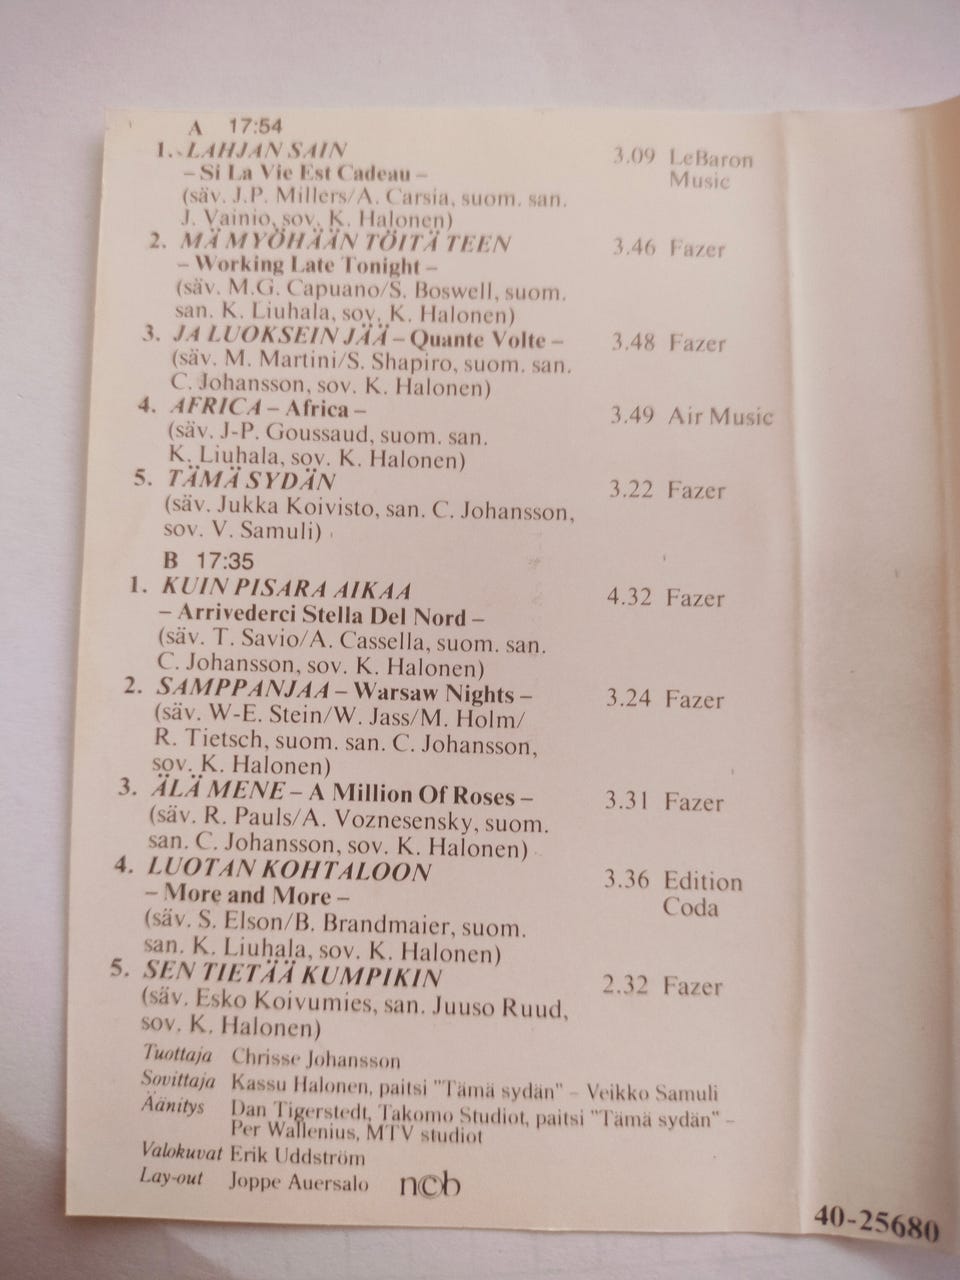 A 17:54
1. LAHJAN SAIN 3.09 LeBaron
– Si La Vie Est Cadeau – Music
(säv. J.P. Millers/A. Carsia, suom. san.
J. Vainio, sov. K. Halonen)
2. MÄ MYÖHÄÄN TÖITÄ TEEN 3.46 Fazer
– Working Late Tonight –
(säv. M.G. Capuano/S. Boswell, suom.
san. K. Liuhala, sov. K. Halonen)
3. JA LUOKSEIN JÄÄ – Quante Volte – 3.48 Fazer
(säv. M. Martini/S. Shapiro, suom. san.
C. Johansson, sov. K. Halonen)
4. AFRICA – Africa – 3.49 Air Music
(säv. J-P. Goussaud, suom. san.
K. Liuhala, sov. K. Halonen)
5. TÄMÄ SYDÄN 3.22 Fazer
(säv. Jukka Koivisto, san. C. Johansson,
sov. V. Samuli)
B 17:35
1. KUIN PISARA AIKAA 4.32 Fazer
– Arrivederci Stella Del Nord –
(säv. T. Savio/A. Cassella, suom. san.
C. Johansson, sov. K. Halonen)
2. SAMPPANJAA – Warsaw Nights – 3.24 Fazer
(säv. W-E. Stein/W. Jass/M. Holm/
R. Tietsch, suom. san. C. Johansson,
sov. K. Halonen)
3. ÄLÄ MENE – A Million Of Roses – 3.31 Fazer
(säv. R. Pauls/A. Voznesensky, suom.
san. C. Johansson, sov. K. Halonen)
4. LUOTAN KOHTALOON 3.36 Edition
– More and More – Coda
(säv. S. Elson/B. Brandmaier, suom.
san. K. Liuhala, sov. K. Halonen)
5. SEN TIETÄÄ KUMPIKIN 2.32 Fazer
(säv. Esko Koivumies, san. Juuso Ruud,
sov. K. Halonen)
Tuottaja Chrisse Johansson
Sovittaja Kassu Halonen, paitsi "Tämä sydän" – Veikko Samuli
Äänitys Dan Tigerstedt, Takomo Studiot, paitsi "Tämä sydän" –
Per Wallenius, MTV studiot
Valokuvat Erik Uddström
Lay-out Joppe Auersalo ncb
40-25680